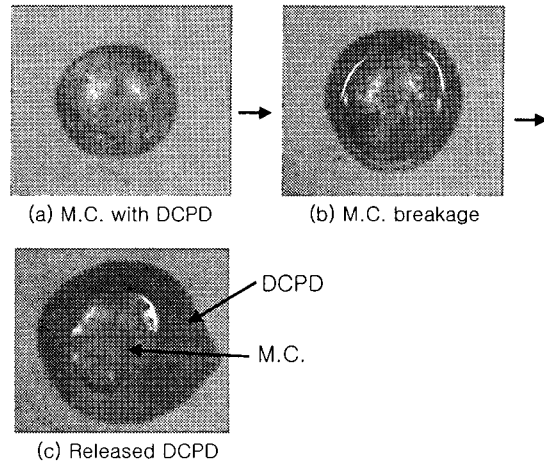 (a) M.C. with DCPD
(b) M.C. breakage
DCPD
M.C.
(c) Released DCPD